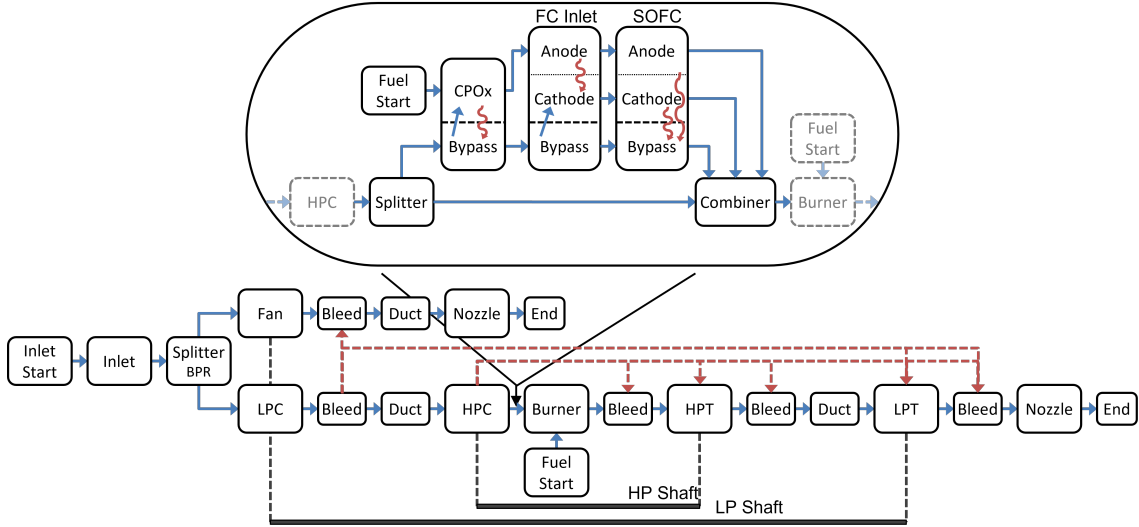 FC Inlet
SOFC
Fuel
Start
CPOx
Bypass
Anode
Cathode
Bypass
Anode
Cathode
Bypass
Fuel
Start
HPC
Splitter
Combiner
Burner
Fan
Bleed
Duct
Nozzle
End
Inlet
Start
Inlet
Splitter
BPR
LPC
Bleed
Duct
HPC
Burner
Bleed
HPT
Bleed
Duct
LPT
Bleed
Nozzle
End
Fuel
Start
HP Shaft
LP Shaft